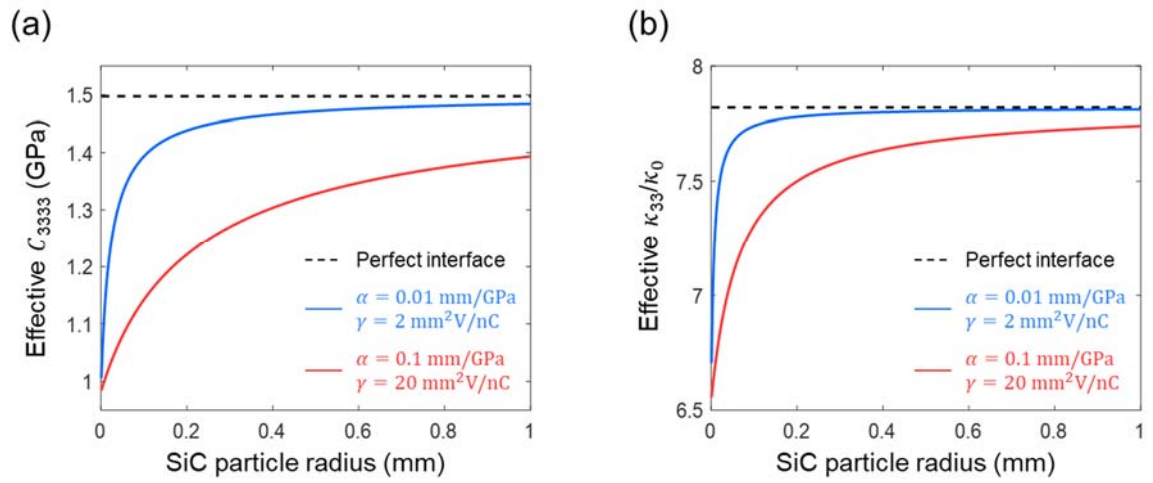 (a)
Effective C₃₃₃₃ (GPa)
1.5
1.4
1.3
1.2
1.1
1
0
0.2
0.4
0.6
0.8
1
SiC particle radius (mm)
Perfect interface
α = 0.01 mm/GPa
γ = 2 mm²V/nC
α = 0.1 mm/GPa
γ = 20 mm²V/nC
(b)
Effective κ₃₃/κ₀
8
7.5
7
6.5
0
0.2
0.4
0.6
0.8
1
SiC particle radius (mm)
Perfect interface
α = 0.01 mm/GPa
γ = 2 mm²V/nC
α = 0.1 mm/GPa
γ = 20 mm²V/nC